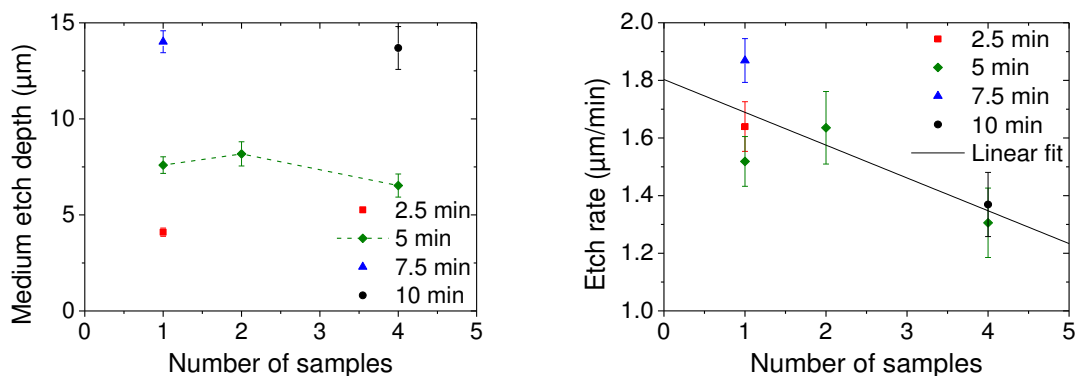 15
10
5
0
Medium etch depth (µm)
2.5 min
5 min
7.5 min
10 min
0 1 2 3 4 5
Number of samples
2.0
1.8
1.6
1.4
1.2
1.0
Etch rate (µm/min)
2.5 min
5 min
7.5 min
10 min
Linear fit
0 1 2 3 4 5
Number of samples